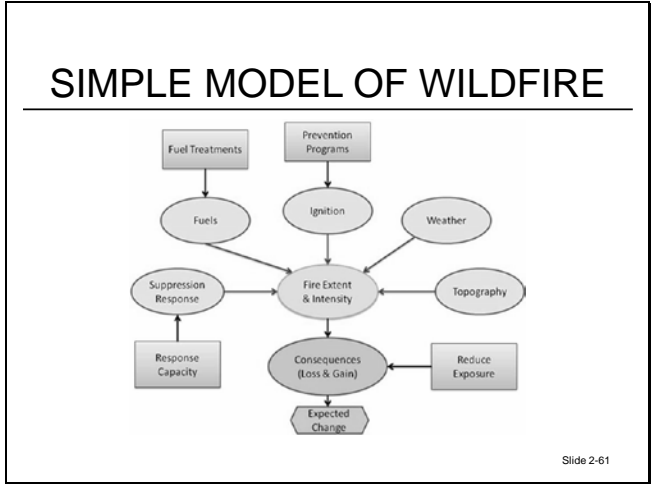 SIMPLE MODEL OF WILDFIRE
Fuel Treatments
Prevention
Programs
Fuels
Ignition
Weather
Suppression
Response
Fire Extent
& Intensity
Topography
Response
Capacity
Consequences
(Loss & Gain)
Reduce
Exposure
Expected
Change
Slide 2-61